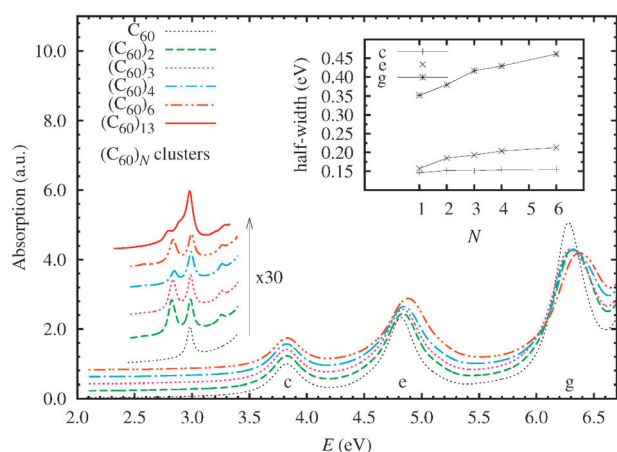 C60
(C60)2
(C60)3
(C60)4
(C60)6
(C60)13
(C60)N clusters
x30
c
e
g
Absorption (a.u.)
10.0
8.0
6.0
4.0
2.0
0.0
2.0 2.5 3.0 3.5 4.0 4.5 5.0 5.5 6.0 6.5
E (eV)
c
e
g
half-width (eV)
0.45
0.40
0.35
0.30
0.25
0.20
0.15
1 2 3 4 5 6
N